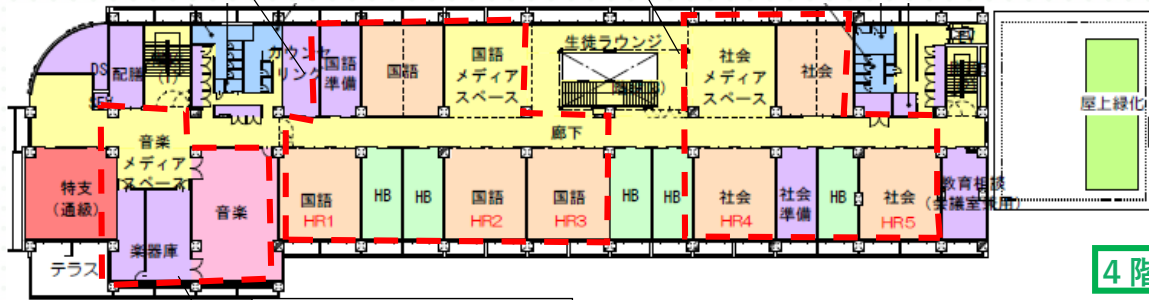 DS
配膳
カウンセ
リング
国語
準備
国語
国語
メディア
スペース
生徒ラウンジ
社会
メディア
スペース
社会
屋上緑化
廊下
音楽
メディア
スペース
特支
（通級）
音楽
国語
HR1
HB
HB
国語
HR2
国語
HR3
HB
HB
社会
HR4
社会
準備
HB
社会
HR5
教育相談
（会議室兼用）
楽器庫
テラス
4階